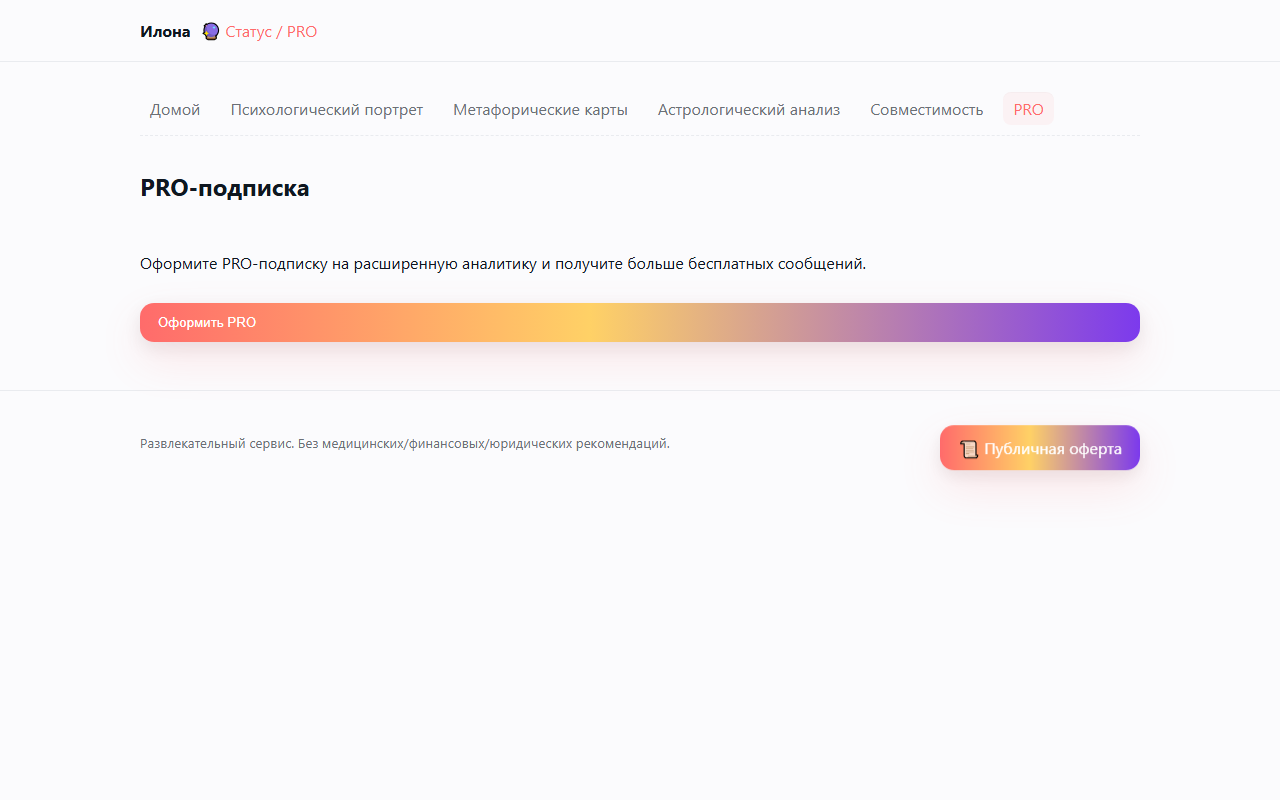 Илона 🔮 Статус / PRO
Домой Психологический портрет Метафорические карты Астрологический анализ Совместимость PRO
PRO-подписка
Оформите PRO-подписку на расширенную аналитику и получите больше бесплатных сообщений.
Оформить PRO
Развлекательный сервис. Без медицинских/финансовых/юридических рекомендаций.
📜 Публичная оферта